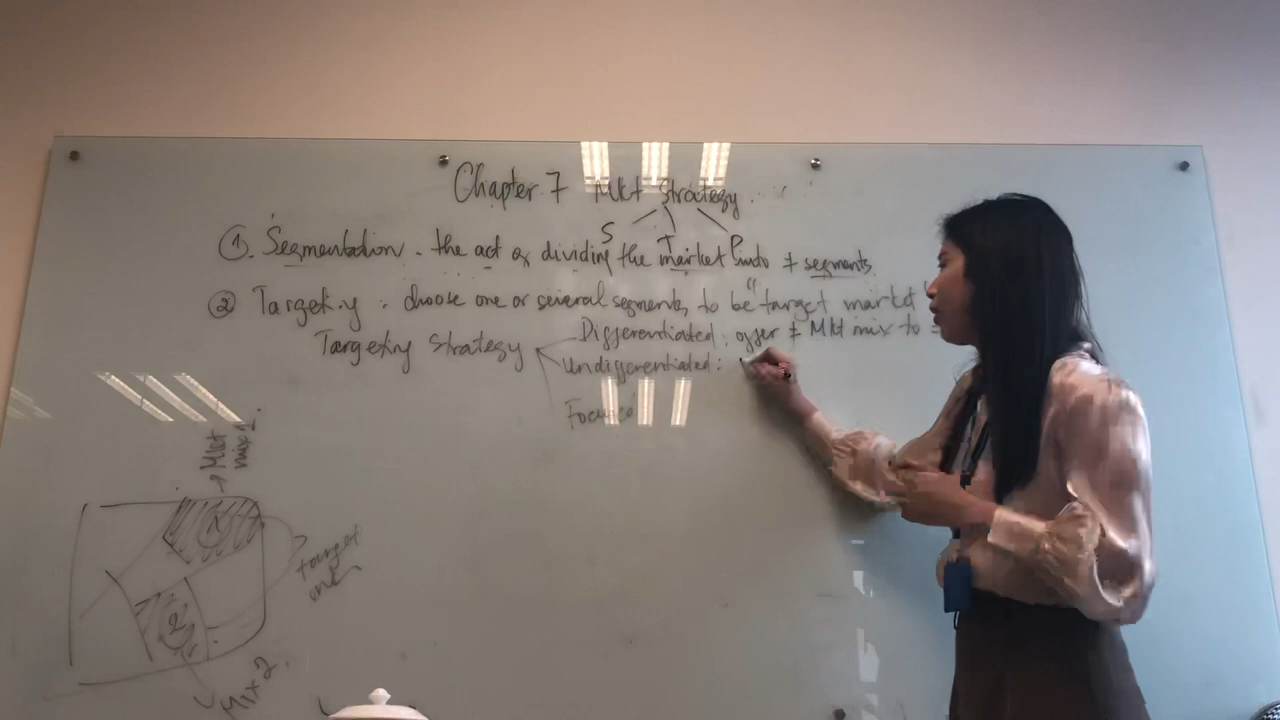 Chapter 7 Mkt Strategy
S T P
① Segmentation. the act of dividing the market into ≠ segments
② Targeting: choose one or several segments to be "target market"
Targeting Strategy
Differentiated: offer ≠ Mkt mix to
Undifferentiated:
Focused
Mkt mix 1.
1
target
2
Mix 2.